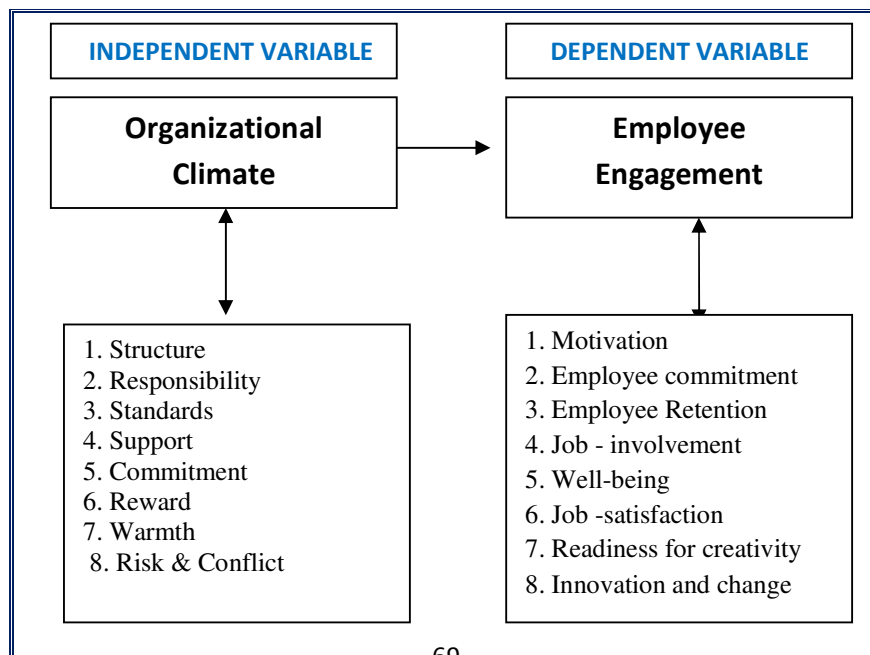 INDEPENDENT VARIABLE
DEPENDENT VARIABLE
Organizational
Climate
Employee
Engagement
1. Structure
2. Responsibility
3. Standards
4. Support
5. Commitment
6. Reward
7. Warmth
8. Risk & Conflict
1. Motivation
2. Employee commitment
3. Employee Retention
4. Job - involvement
5. Well-being
6. Job -satisfaction
7. Readiness for creativity
8. Innovation and change